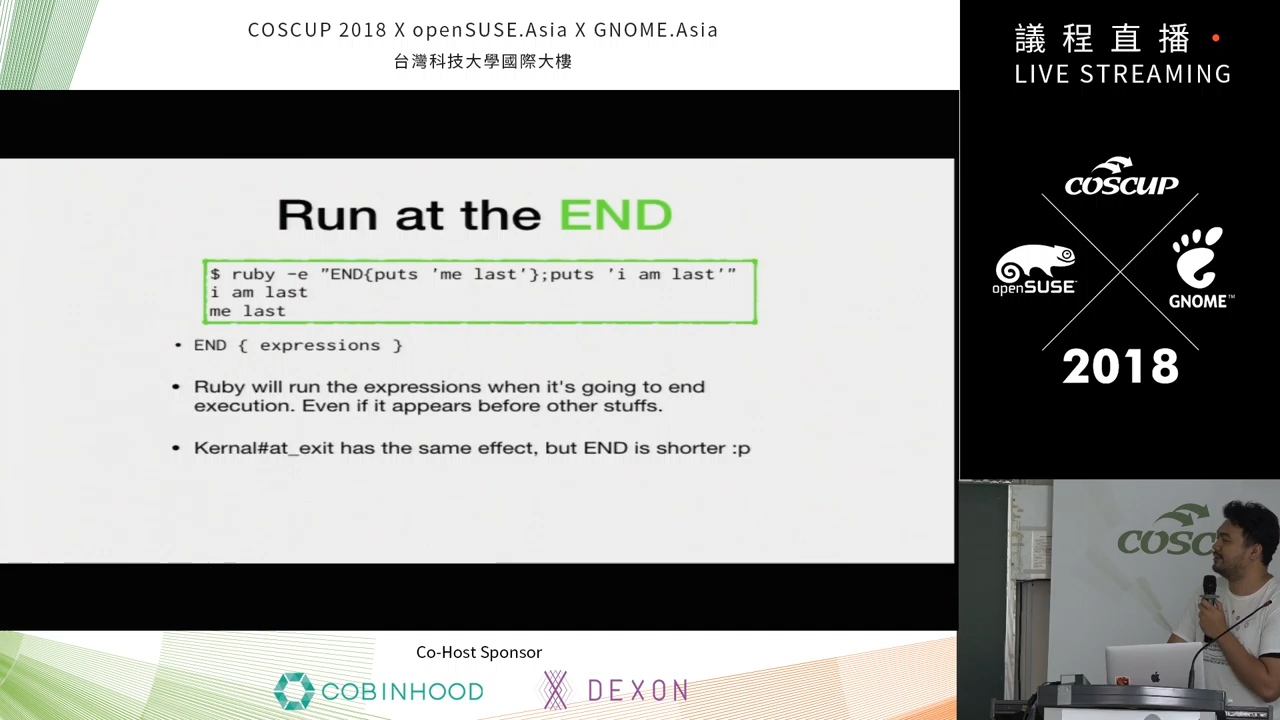 COSCUP 2018 X openSUSE.Asia X GNOME.Asia
台灣科技大學國際大樓
議程直播
LIVE STREAMING
COSCUP
openSUSE
GNOME™
2018
Run at the END
$ ruby -e "END{puts 'me last'};puts 'i am last'"
i am last
me last
• END { expressions }
• Ruby will run the expressions when it's going to end
execution. Even if it appears before other stuffs.
• Kernal#at_exit has the same effect, but END is shorter :p
COSC
Co-Host Sponsor
COBINHOOD
DEXON